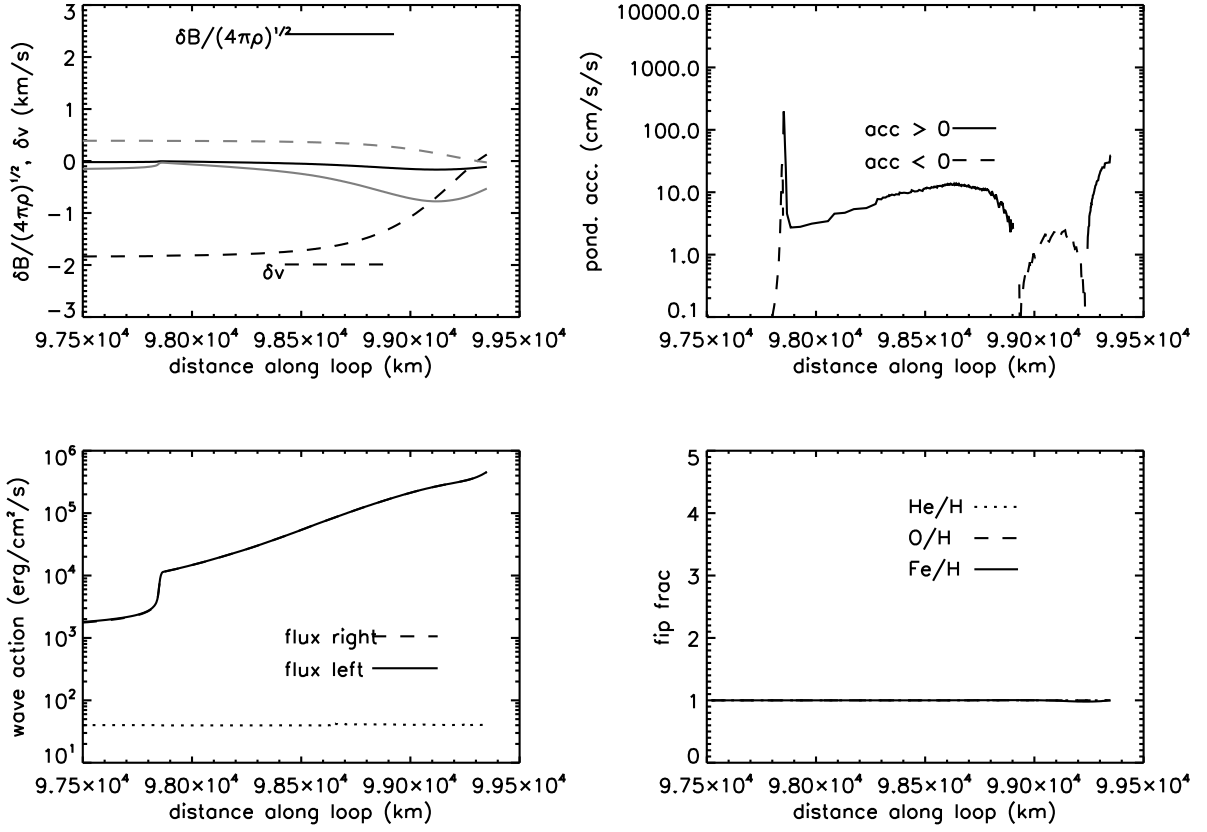 3
2
1
0
−1
−2
−3
δB/(4πρ)^1/2, δv (km/s)
δB/(4πρ)^1/2
δv
9.75×10^4 9.80×10^4 9.85×10^4 9.90×10^4 9.95×10^4
distance along loop (km)
10000.0
1000.0
100.0
10.0
1.0
0.1
pond. acc. (cm/s/s)
acc > 0
acc < 0
9.75×10^4 9.80×10^4 9.85×10^4 9.90×10^4 9.95×10^4
distance along loop (km)
10^6
10^5
10^4
10^3
10^2
10^1
wave action (erg/cm^2/s)
flux right
flux left
9.75×10^4 9.80×10^4 9.85×10^4 9.90×10^4 9.95×10^4
distance along loop (km)
5
4
3
2
1
0
fip frac
He/H
O/H
Fe/H
9.75×10^4 9.80×10^4 9.85×10^4 9.90×10^4 9.95×10^4
distance along loop (km)